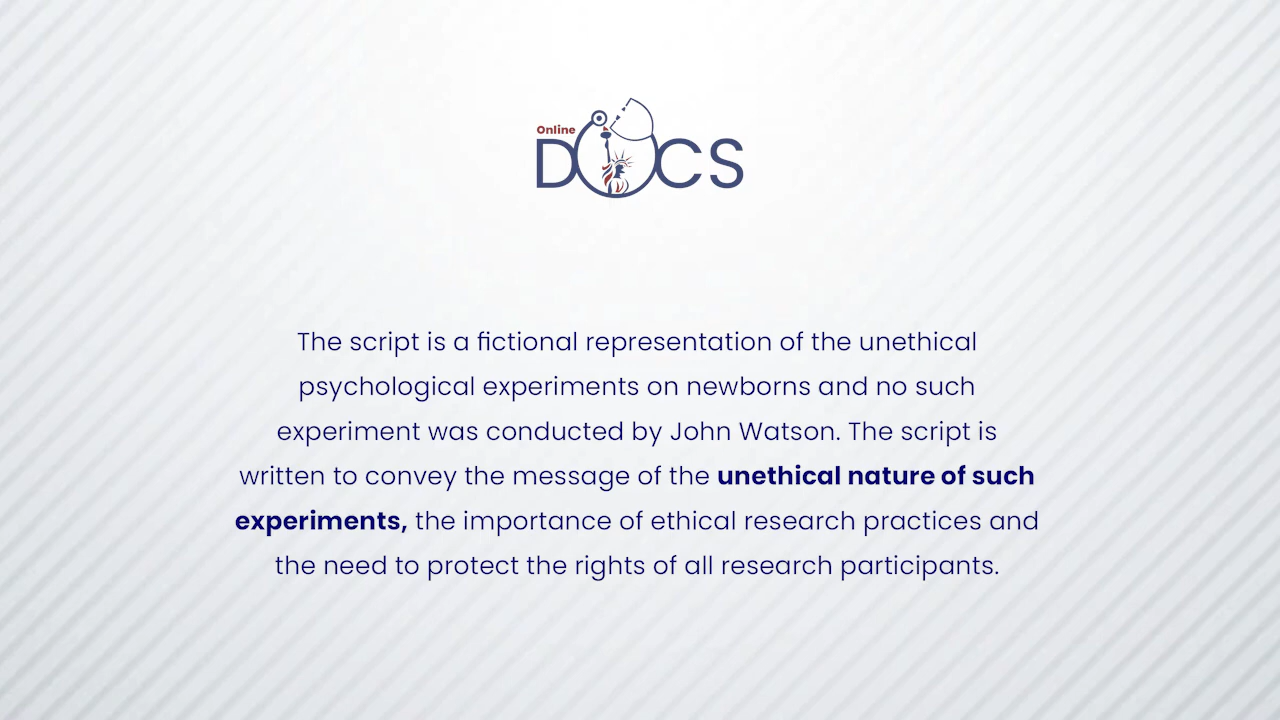 Online
DOCS
The script is a fictional representation of the unethical
psychological experiments on newborns and no such
experiment was conducted by John Watson. The script is
written to convey the message of the unethical nature of such
experiments, the importance of ethical research practices and
the need to protect the rights of all research participants.